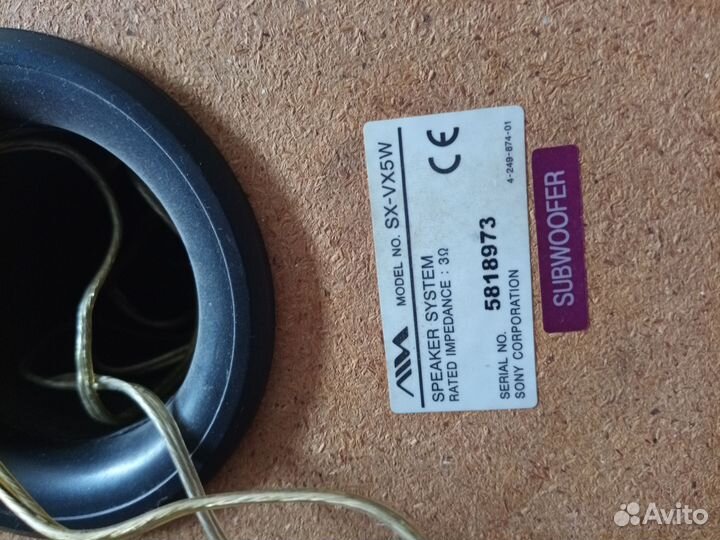 AIWA MODEL NO. SX-VX5W
SPEAKER SYSTEM
RATED IMPEDANCE : 3Ω
SERIAL NO. 5818973
SONY CORPORATION
CE
4-249-874-01
SUBWOOFER
Avito